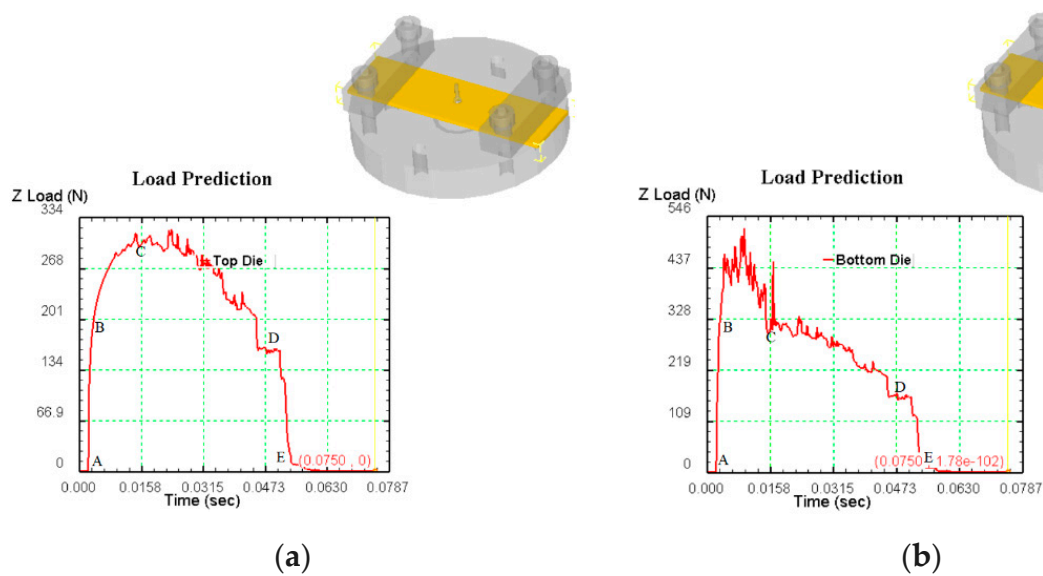 Load Prediction
Z Load (N)
334
268
201
134
66.9
0
A
B
C
D
E
Top Die
(0.0750 , 0)
0.000 0.0158 0.0315 0.0473 0.0630 0.0787
Time (sec)
(a)
Load Prediction
Z Load (N)
546
437
328
219
109
0
A
B
C
D
E
Bottom Die
(0.0750 1.78e-102)
0.000 0.0158 0.0315 0.0473 0.0630 0.0787
Time (sec)
(b)